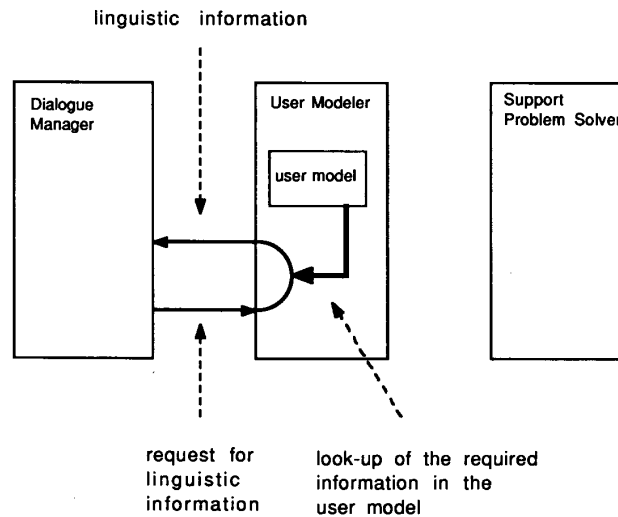 linguistic information
Dialogue
Manager
User Modeler
Support
Problem Solver
user model
request for
linguistic
information
look-up of the required
information in the
user model